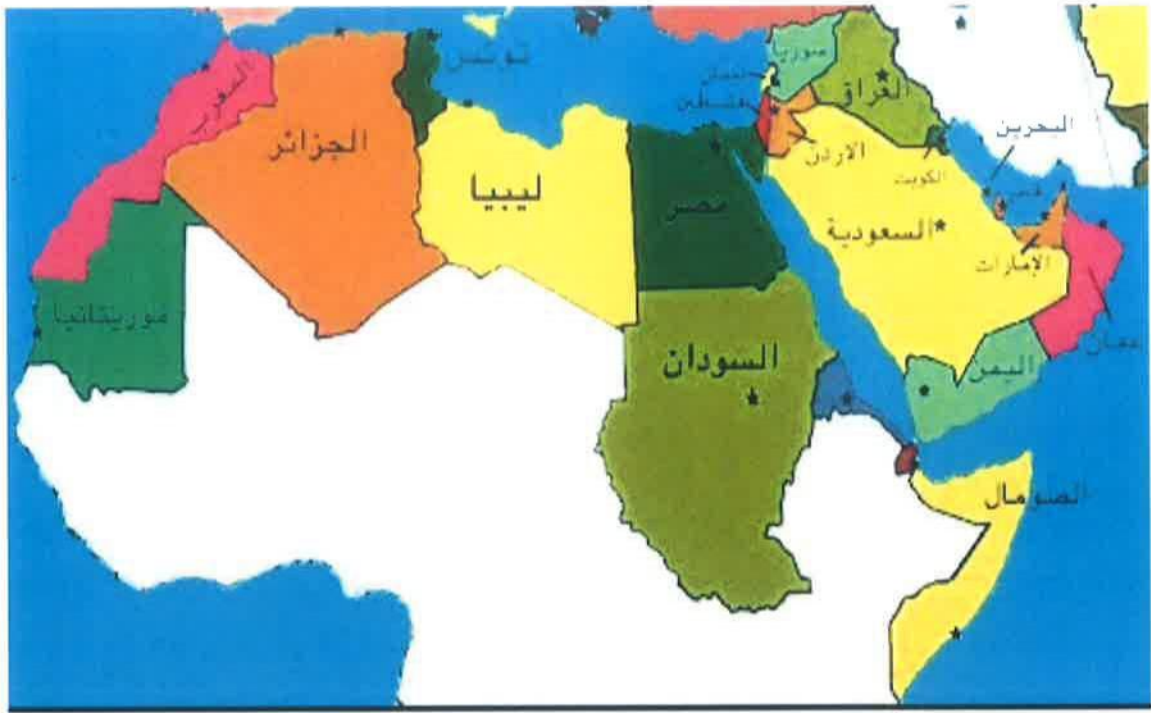 سوريا
تونس
العراق
لبنان
فلسطين
المغرب
البحرين
الجزائر
الاردن
الكويت
ليبيا
مصر
قطر
السعودية
الإمارات
موريتانيا
عمان
السودان
اليمن
الصومال